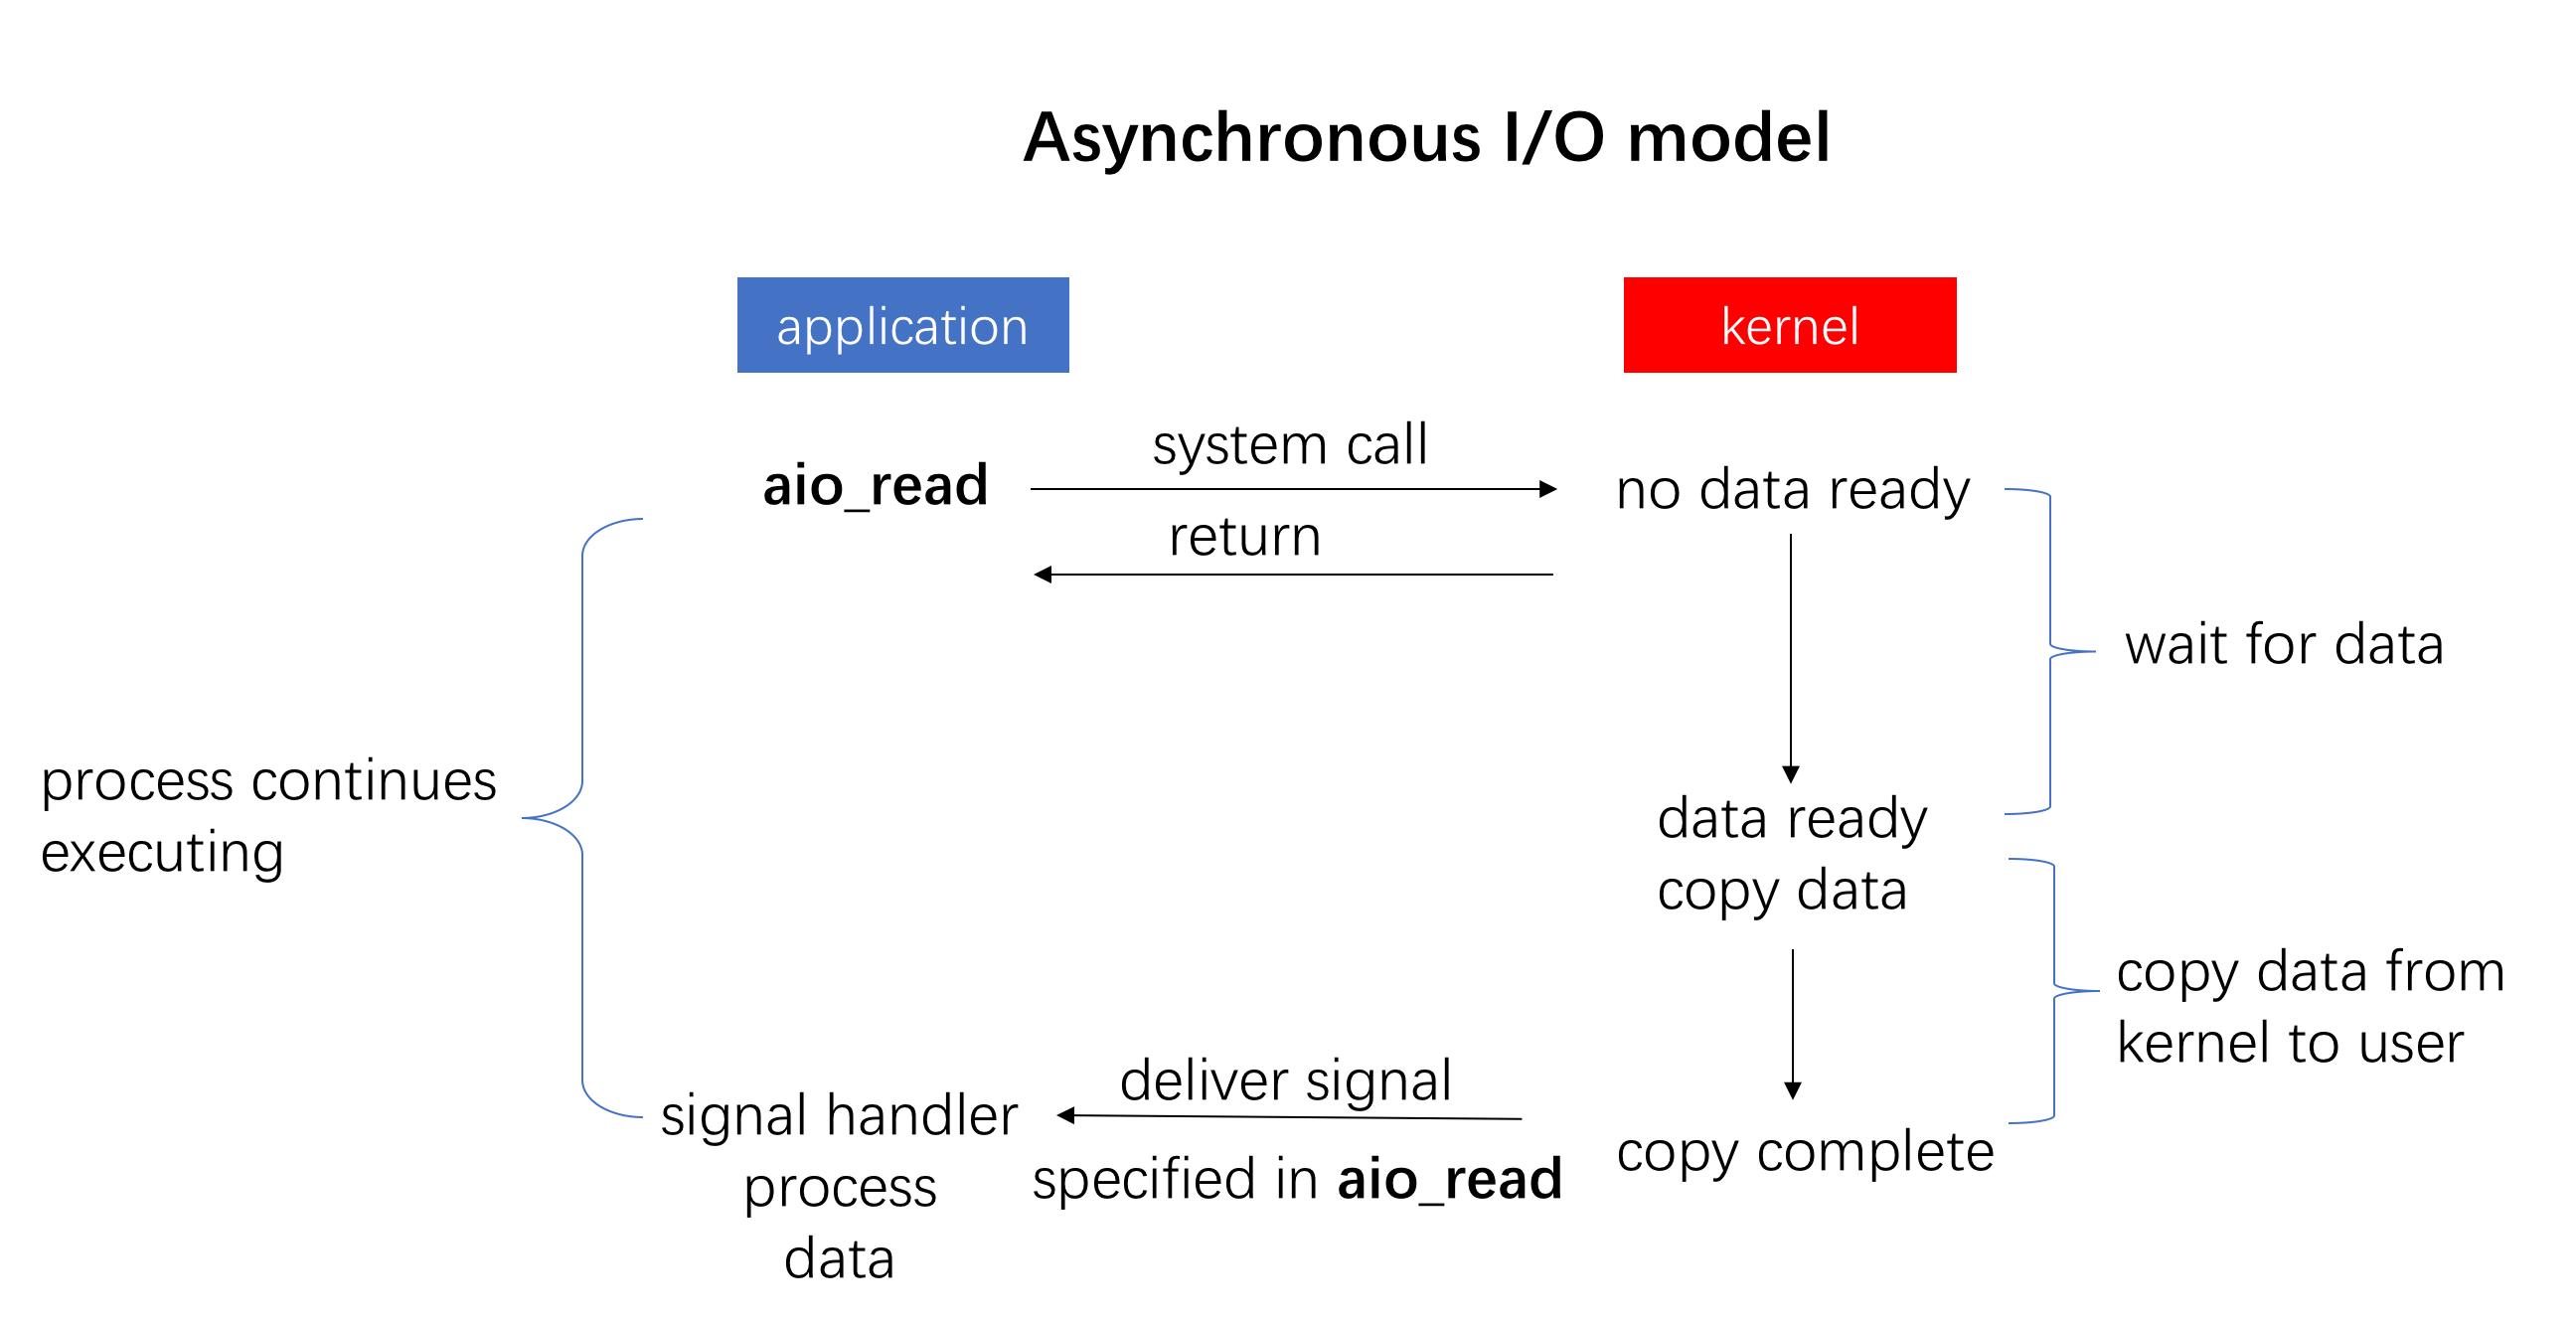 Asynchronous I/O model
application
kernel
aio_read
system call
no data ready
return
wait for data
process continues
executing
data ready
copy data
copy data from
kernel to user
deliver signal
signal handler
process
data
specified in aio_read
copy complete